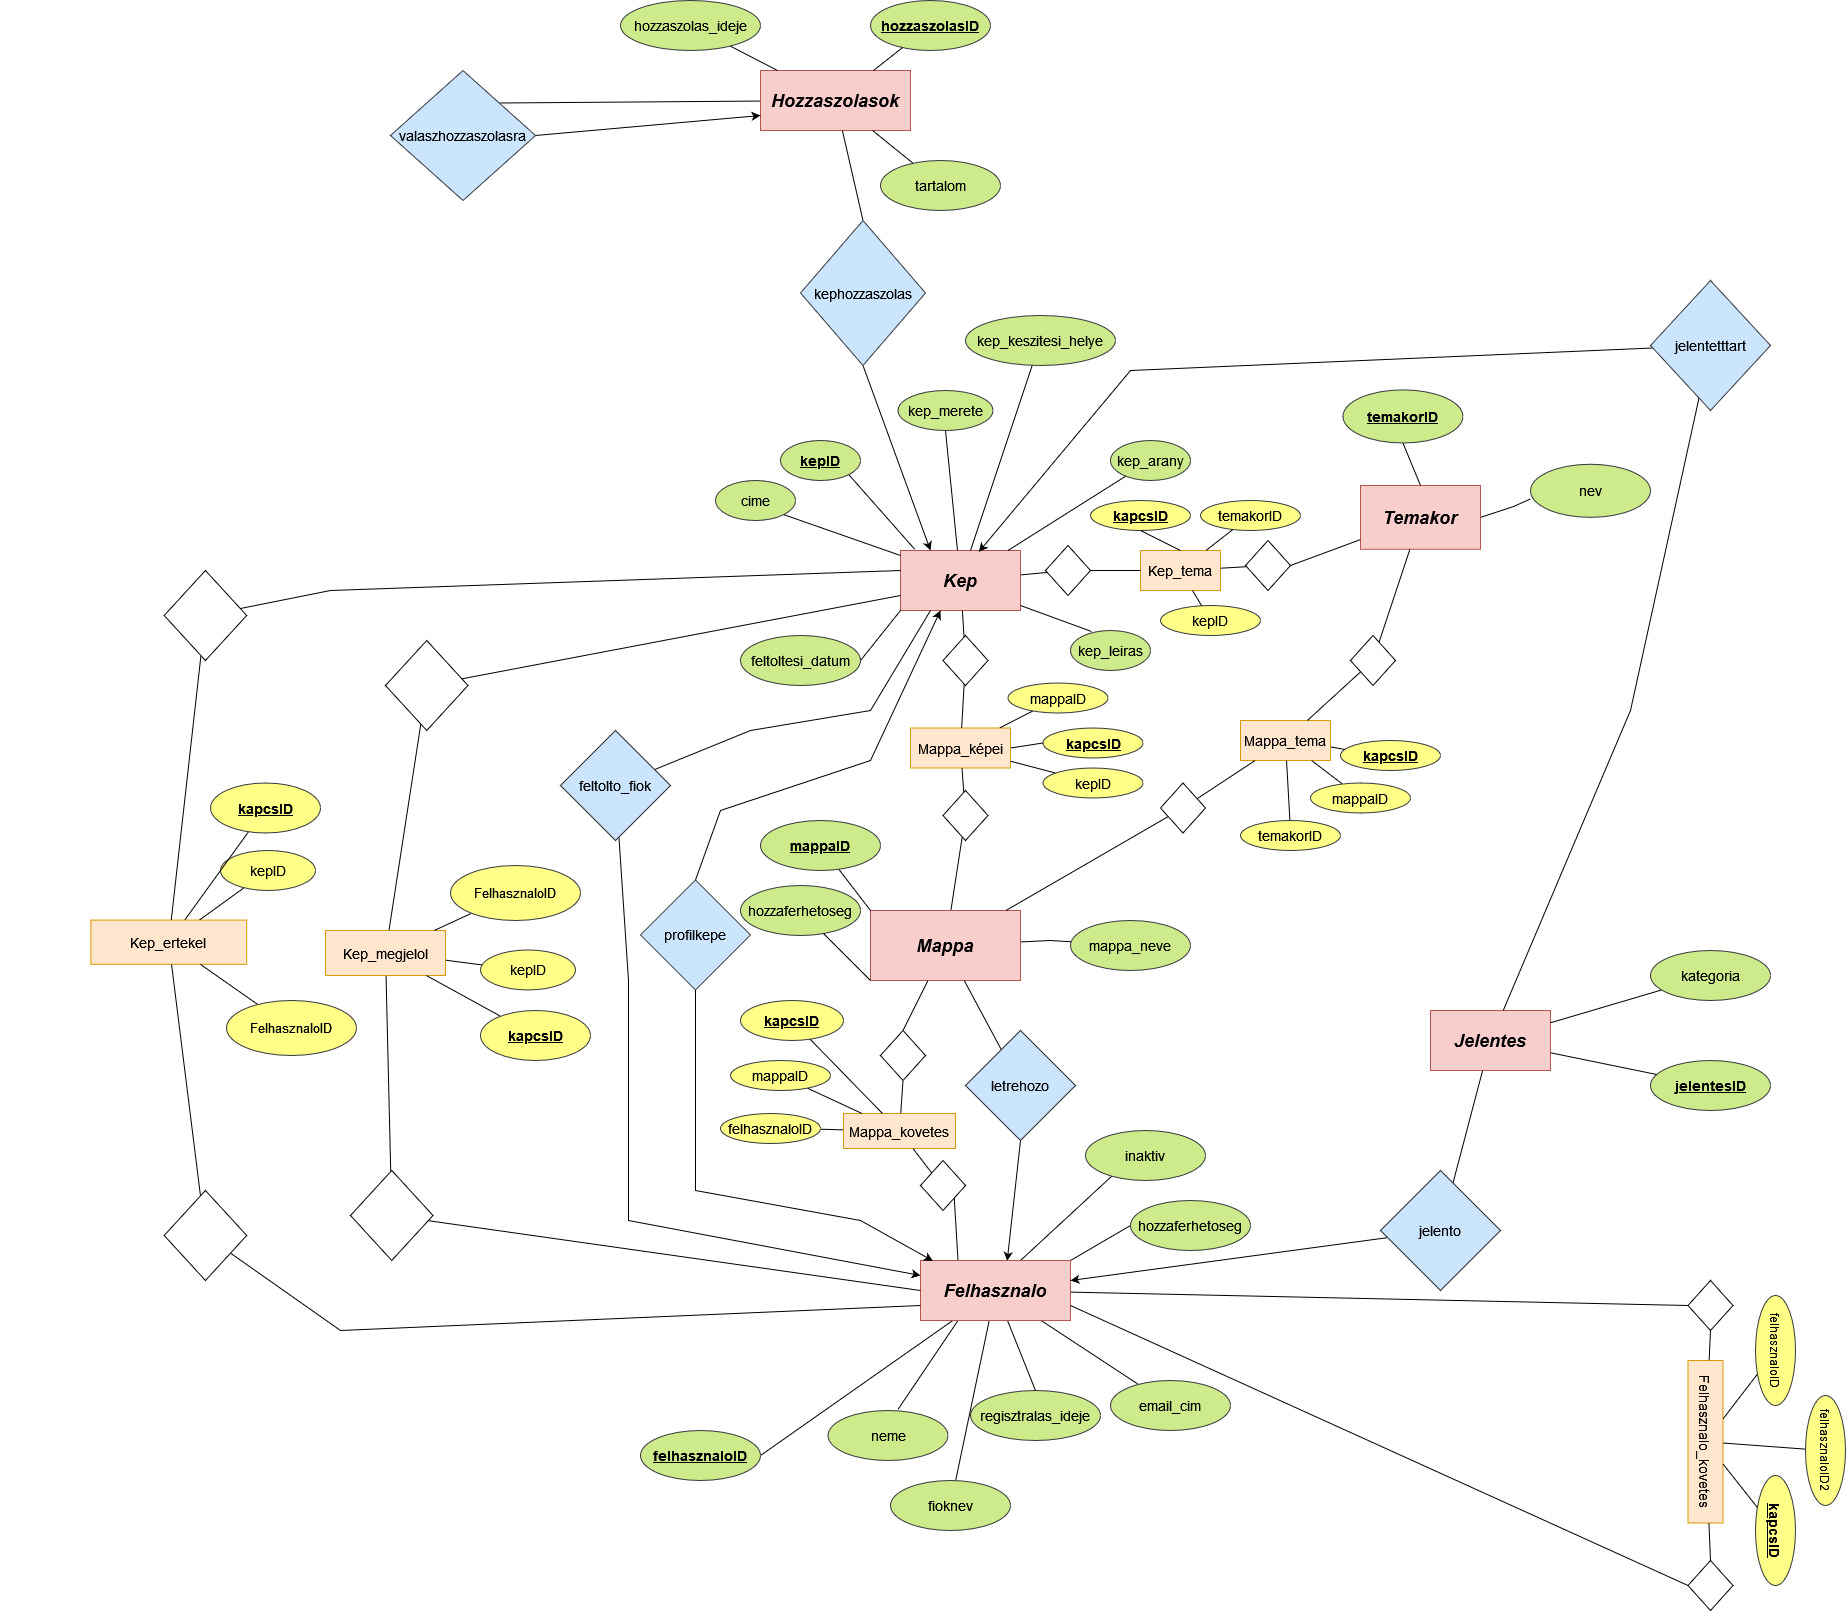 hozzaszolas_ideje
hozzaszolasID
Hozzaszolasok
valaszhozzaszolasra
tartalom
kephozzaszolas
kep_keszitesi_helye
jelentetttart
kep_merete
temakorID
kepID
kep_arany
cime
nev
kapcsID
temakorID
Temakor
Kep
Kep_tema
kepID
feltoltesi_datum
kep_leiras
mappaID
Mappa_képei
kapcsID
Mappa_tema
kapcsID
kepID
feltolto_fiok
mappaID
kapcsID
temakorID
mappaID
kepID
FelhasznaloID
hozzaferhetoseg
profilkepe
Kep_ertekel
Kep_megjelol
Mappa
mappa_neve
kepID
kategoria
kapcsID
FelhasznaloID
kapcsID
Jelentes
mappaID
letrehozo
jelentesID
felhasznaloID
Mappa_kovetes
inaktiv
hozzaferhetoseg
jelento
Felhasznalo
felhasznaloID
email_cim
regisztralas_ideje
neme
Felhasznalo_kovetes
felhasznaloID2
felhasznaloID
fioknev
kapcsID